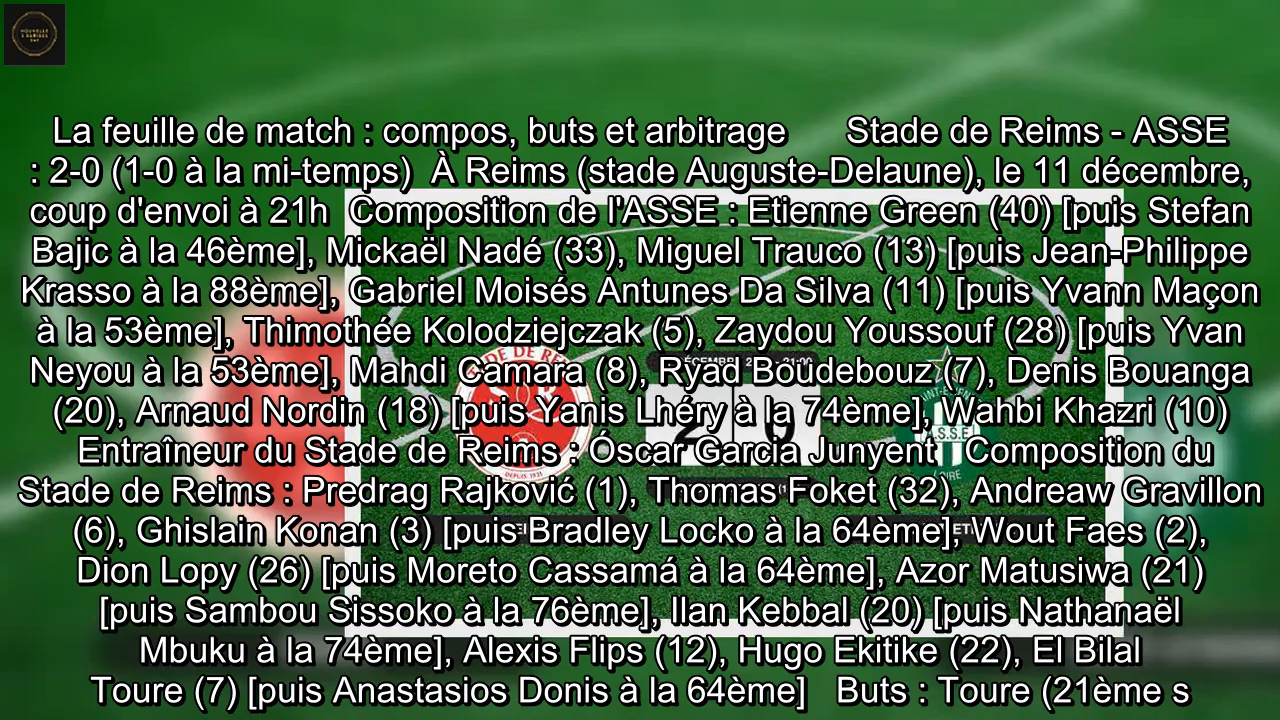 La feuille de match : compos, buts et arbitrage Stade de Reims - ASSE
: 2-0 (1-0 à la mi-temps) À Reims (stade Auguste-Delaune), le 11 décembre,
coup d'envoi à 21h Composition de l'ASSE : Etienne Green (40) [puis Stefan
Bajic à la 46ème], Mickaël Nadé (33), Miguel Trauco (13) [puis Jean-Philippe
Krasso à la 88ème], Gabriel Moisés Antunes Da Silva (11) [puis Yvann Maçon
à la 53ème], Thimothée Kolodziejczak (5), Zaydou Youssouf (28) [puis Yvan
Neyou à la 53ème], Mahdi Camara (8), Ryad Boudebouz (7), Denis Bouanga
(20), Arnaud Nordin (18) [puis Yanis Lhéry à la 74ème], Wahbi Khazri (10)
Entraîneur du Stade de Reims : Óscar Garcia Junyent Composition du
Stade de Reims : Predrag Rajković (1), Thomas Foket (32), Andreaw Gravillon
(6), Ghislain Konan (3) [puis Bradley Locko à la 64ème], Wout Faes (2),
Dion Lopy (26) [puis Moreto Cassamá à la 64ème], Azor Matusiwa (21)
[puis Sambou Sissoko à la 76ème], Ilan Kebbal (20) [puis Nathanaël
Mbuku à la 74ème], Alexis Flips (12), Hugo Ekitike (22), El Bilal
Toure (7) [puis Anastasios Donis à la 64ème] Buts : Toure (21ème s